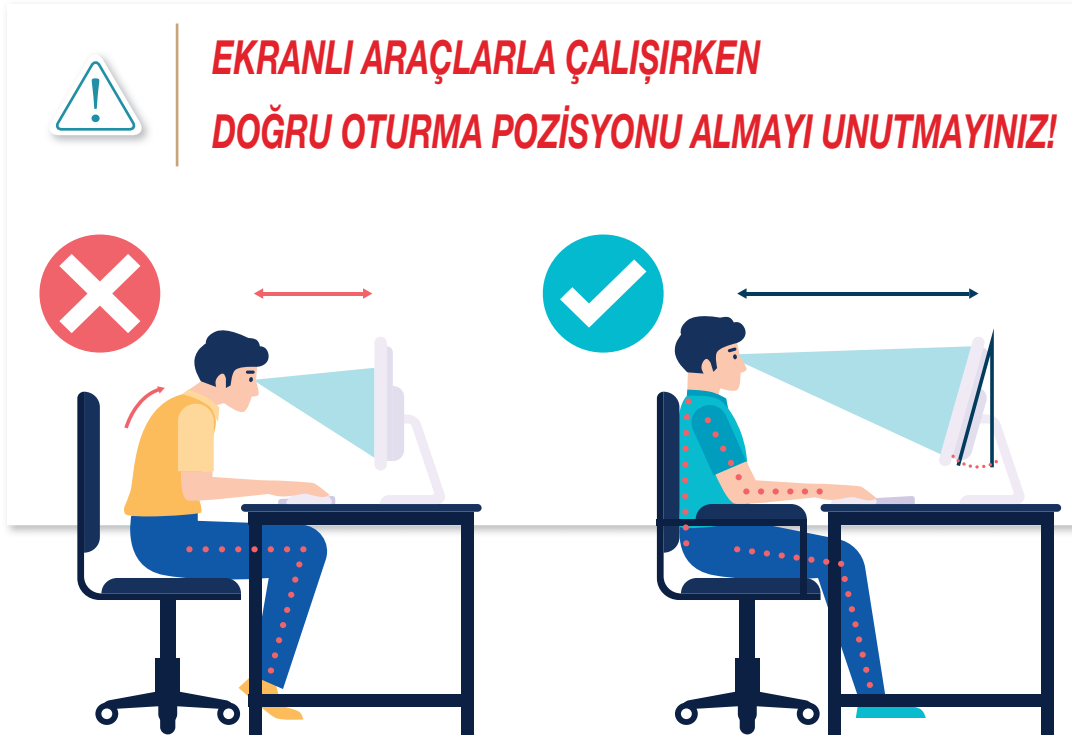 EKRANLI ARAÇLARLA ÇALIŞIRKEN
DOĞRU OTURMA POZİSYONU ALMAYI UNUTMAYINIZ!